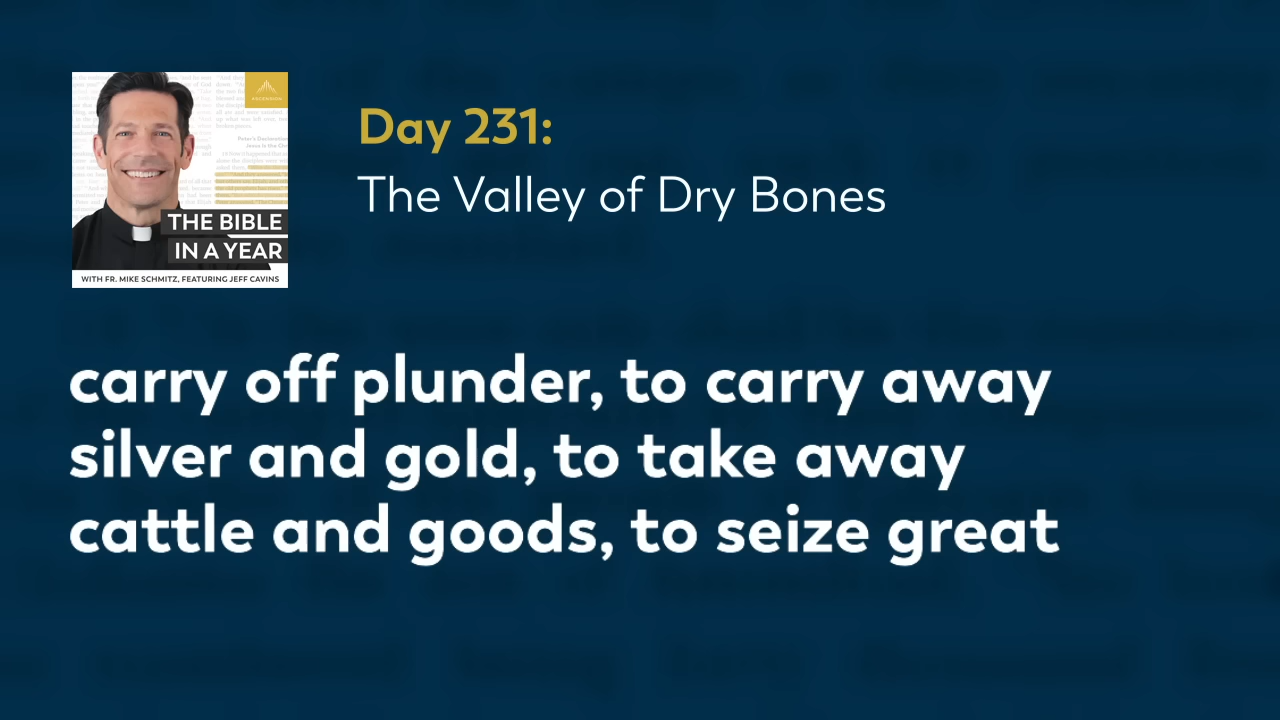 ASCENSION
THE BIBLE
IN A YEAR
WITH FR. MIKE SCHMITZ, FEATURING JEFF CAVINS
Day 231:
The Valley of Dry Bones
carry off plunder, to carry away
silver and gold, to take away
cattle and goods, to seize great